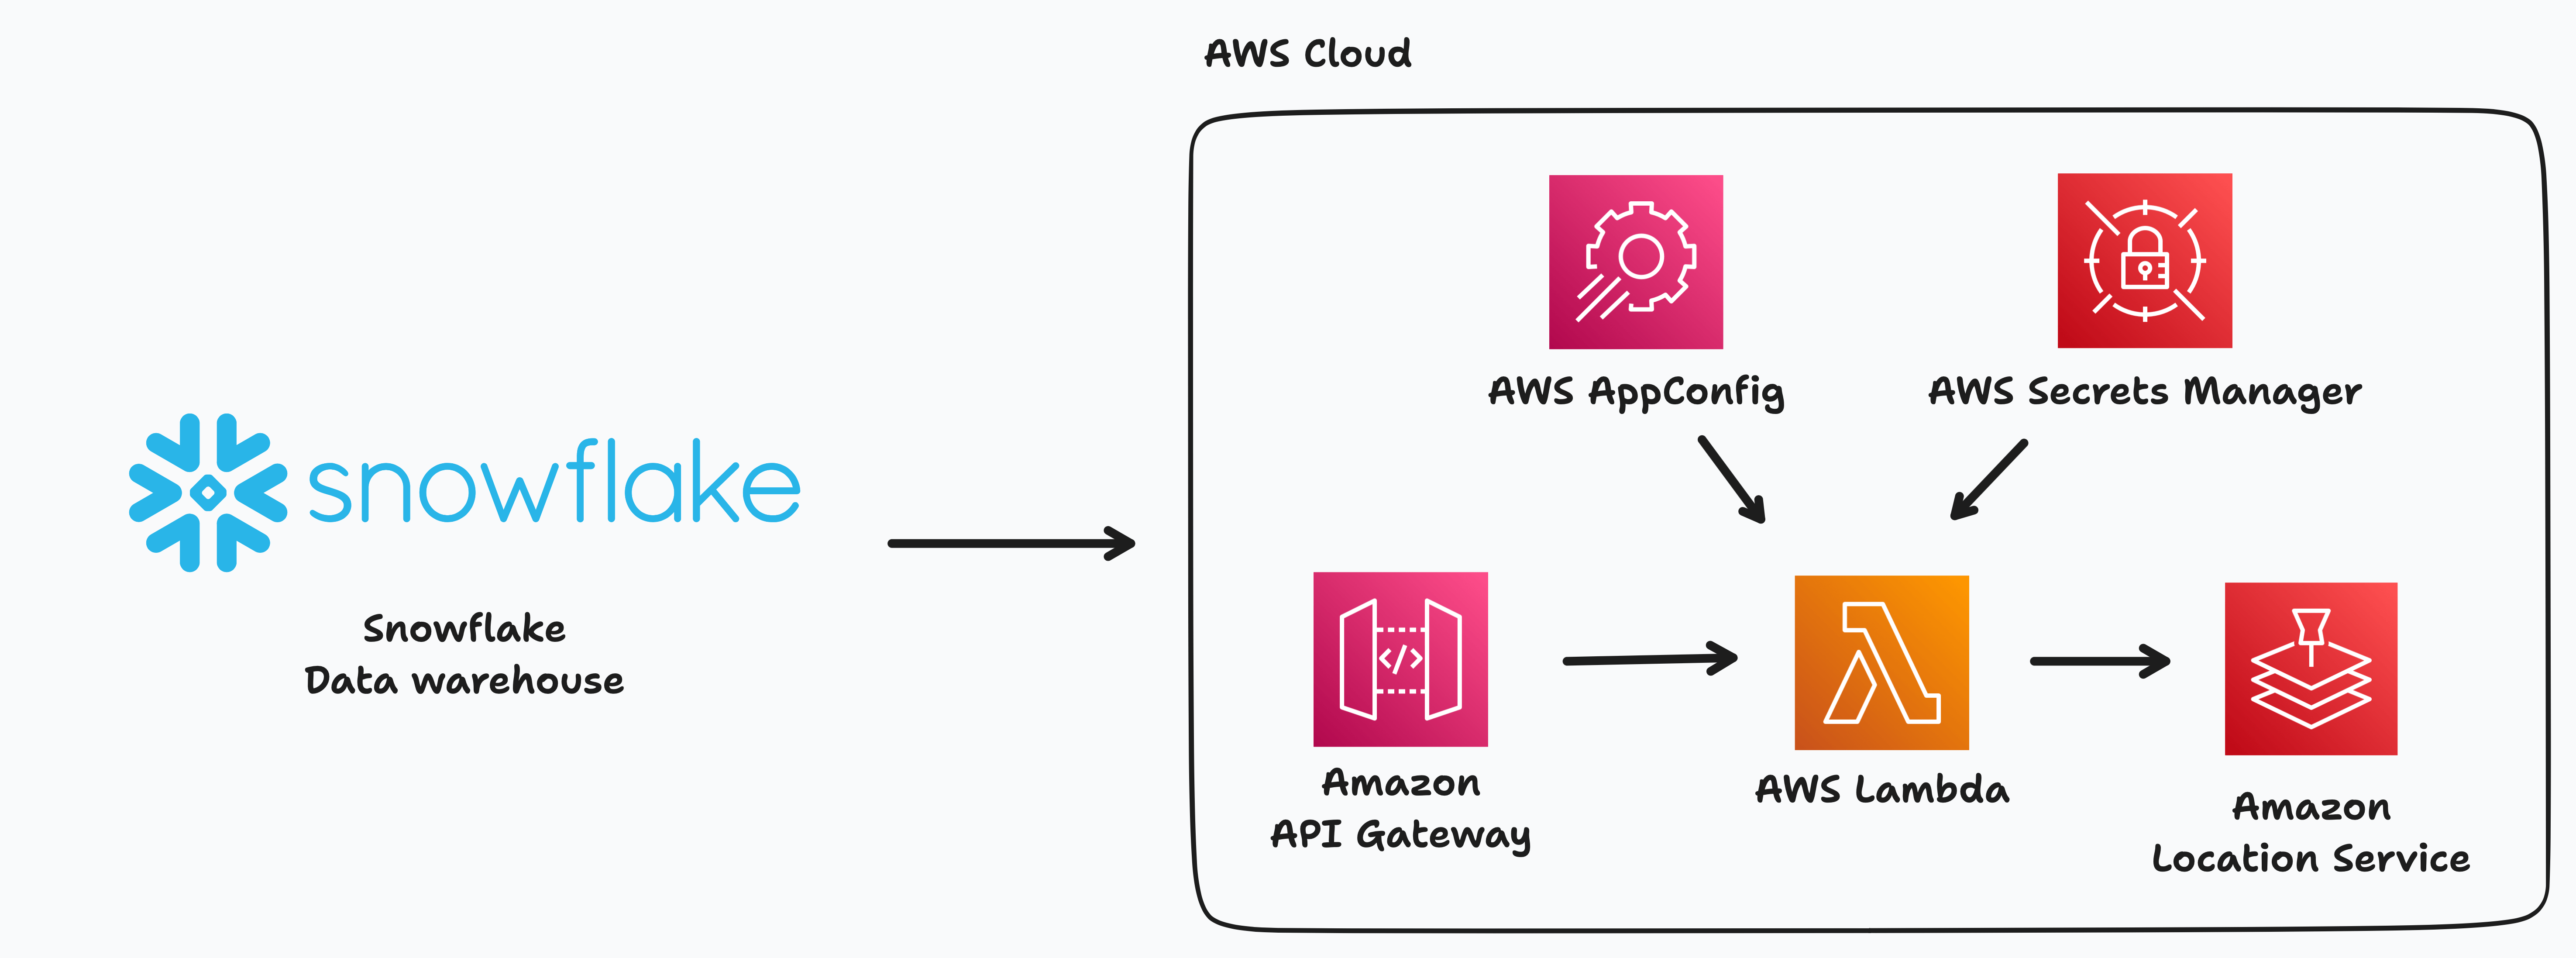 AWS Cloud
AWS AppConfig
AWS Secrets Manager
snowflake
Snowflake
Data warehouse
</>
Amazon
API Gateway
AWS Lambda
Amazon
Location Service